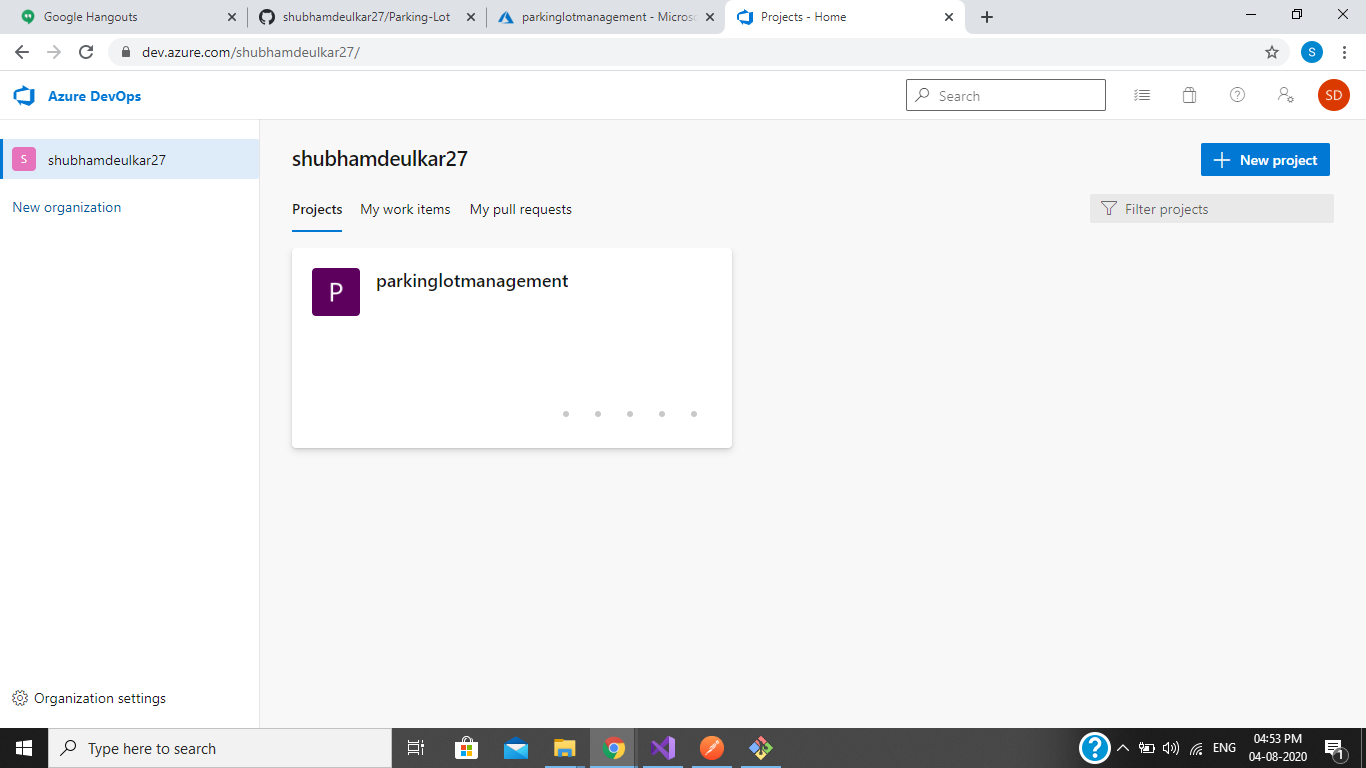 Google Hangouts
shubhamdeulkar27/Parking-Lot
parkinglotmanagement - Micros
Projects - Home
dev.azure.com/shubhamdeulkar27/
S
Azure DevOps
Search
SD
S
shubhamdeulkar27
New organization
shubhamdeulkar27
New project
Projects
My work items
My pull requests
Filter projects
P
parkinglotmanagement
Organization settings
Type here to search
ENG
04:53 PM
04-08-2020
1